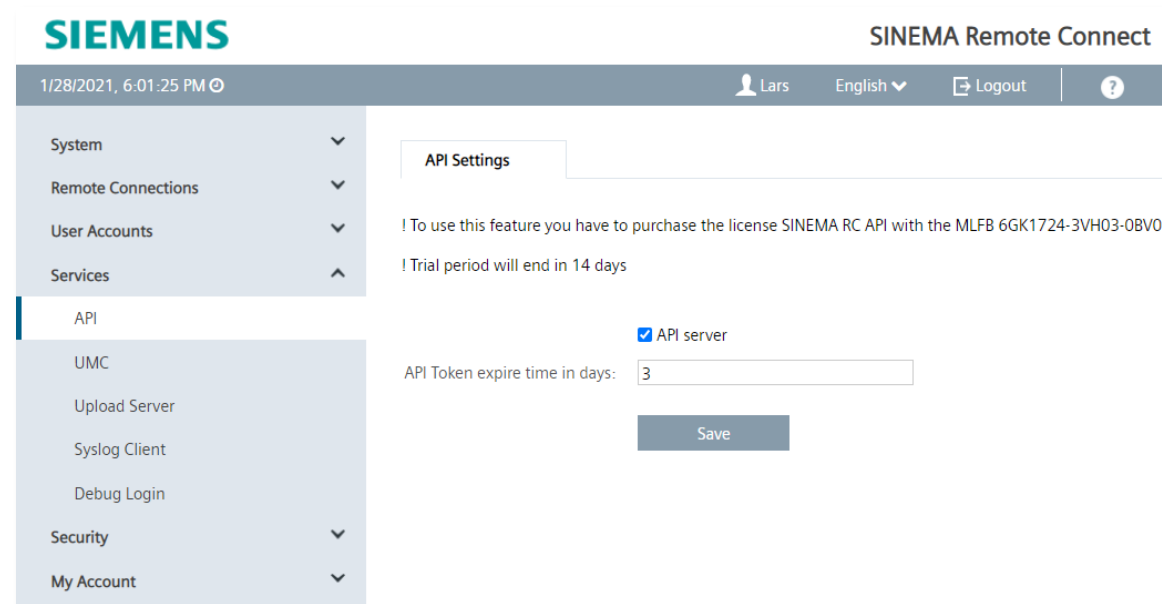 SIEMENS
SINEMA Remote Connect
1/28/2021, 6:01:25 PM
Lars
English
Logout
?
System
Remote Connections
User Accounts
Services
API
UMC
Upload Server
Syslog Client
Debug Login
Security
My Account
API Settings
! To use this feature you have to purchase the license SINEMA RC API with the MLFB 6GK1724-3VH03-0BV0
! Trial period will end in 14 days
API server
API Token expire time in days: 3
Save